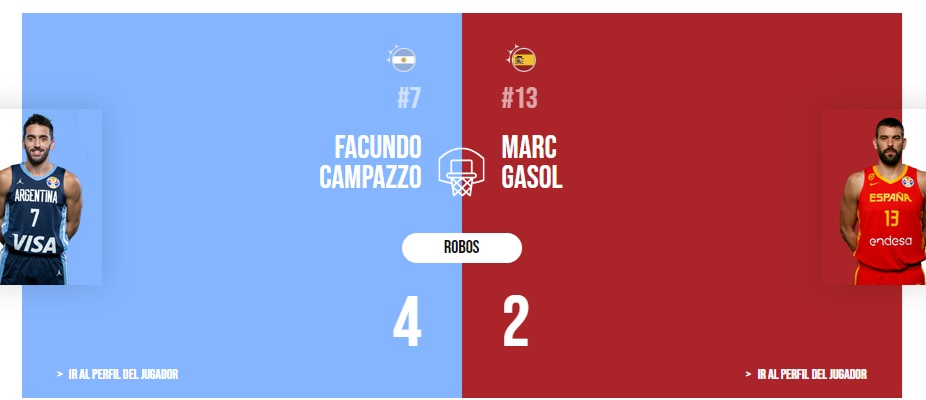 #7
FACUNDO
CAMPAZZO
#13
MARC
GASOL
ARGENTINA
7
VISA
ESPAÑA
13
endesa
ROBOS
4
2
> IR AL PERFIL DEL JUGADOR
> IR AL PERFIL DEL JUGADOR